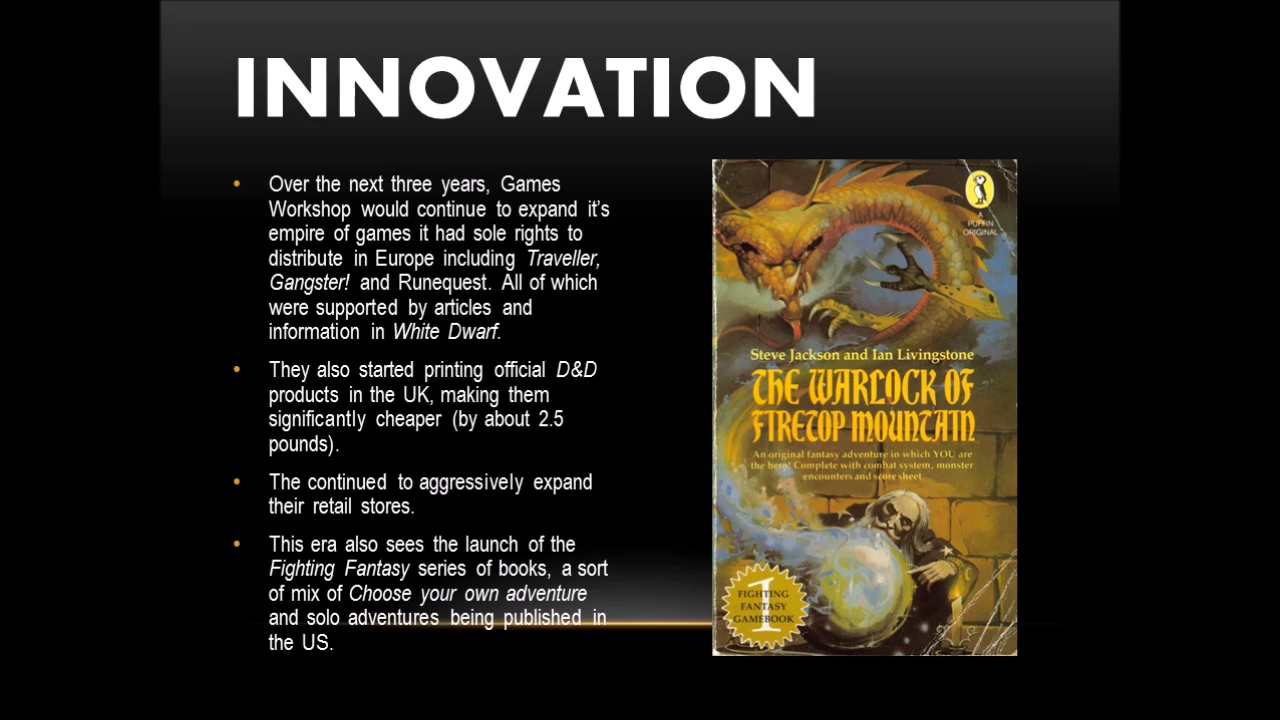 INNOVATION
• Over the next three years, Games
Workshop would continue to expand it's
empire of games it had sole rights to
distribute in Europe including Traveller,
Gangster! and Runequest. All of which
were supported by articles and
information in White Dwarf.
• They also started printing official D&D
products in the UK, making them
significantly cheaper (by about 2.5
pounds).
• The continued to aggressively expand
their retail stores.
• This era also sees the launch of the
Fighting Fantasy series of books, a sort
of mix of Choose your own adventure
and solo adventures being published in
the US.
A
PUFFIN
ORIGINAL
Steve Jackson and Ian Livingstone
THE WARLOCK OF
FIRETOP MOUNTAIN
An original fantasy adventure in which YOU are
the hero! Complete with combat system, monster
encounters and score sheet
1
FIGHTING
FANTASY
GAMEBOOK